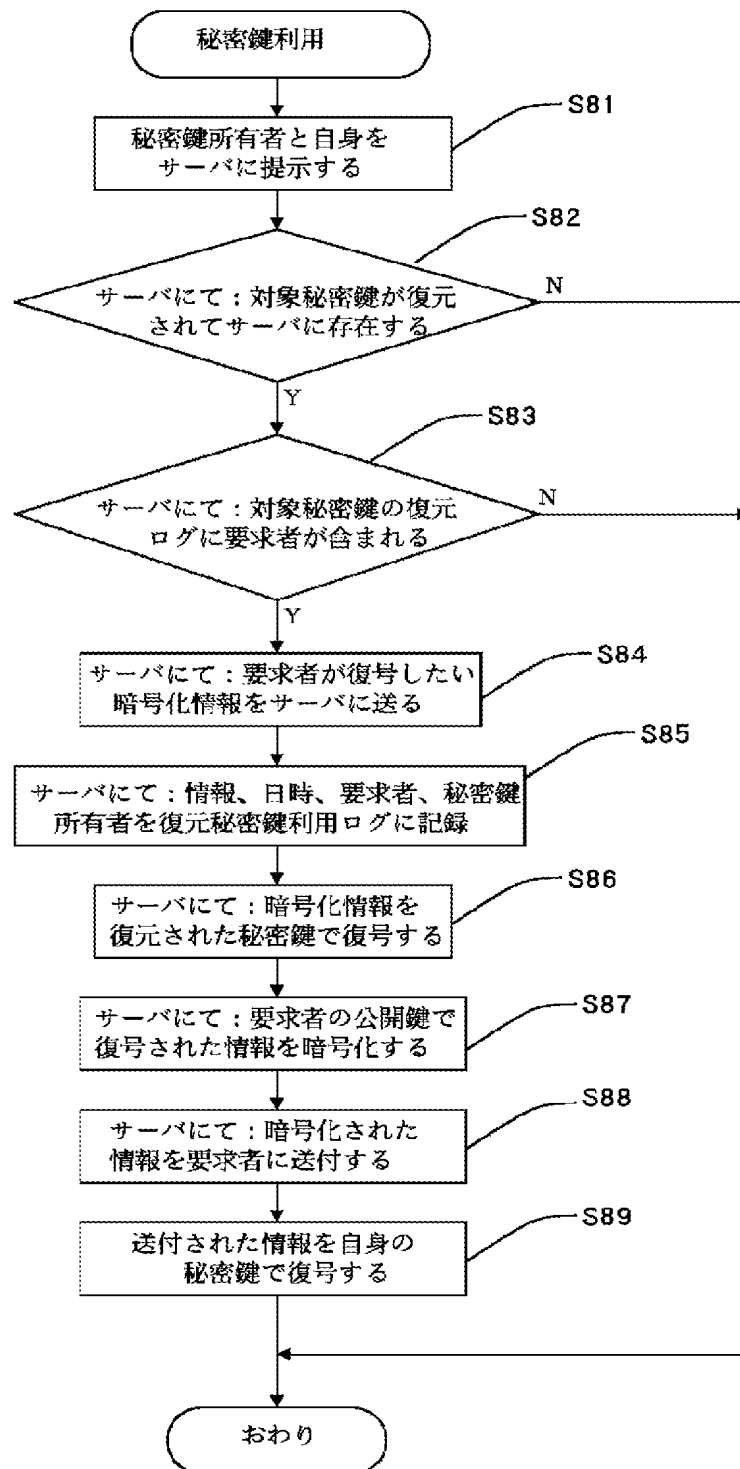 秘密鍵利用
S81
秘密鍵所有者と自身を
サーバに提示する
S82
サーバにて：対象秘密鍵が復元
されてサーバに存在する
N
Y
S83
サーバにて：対象秘密鍵の復元
ログに要求者が含まれる
N
Y
S84
サーバにて：要求者が復号したい
暗号化情報をサーバに送る
S85
サーバにて：情報、日時、要求者、秘密鍵
所有者を復元秘密鍵利用ログに記録
S86
サーバにて：暗号化情報を
復元された秘密鍵で復号する
S87
サーバにて：要求者の公開鍵で
復号された情報を暗号化する
S88
サーバにて：暗号化された
情報を要求者に送付する
S89
送付された情報を自身の
秘密鍵で復号する
おわり